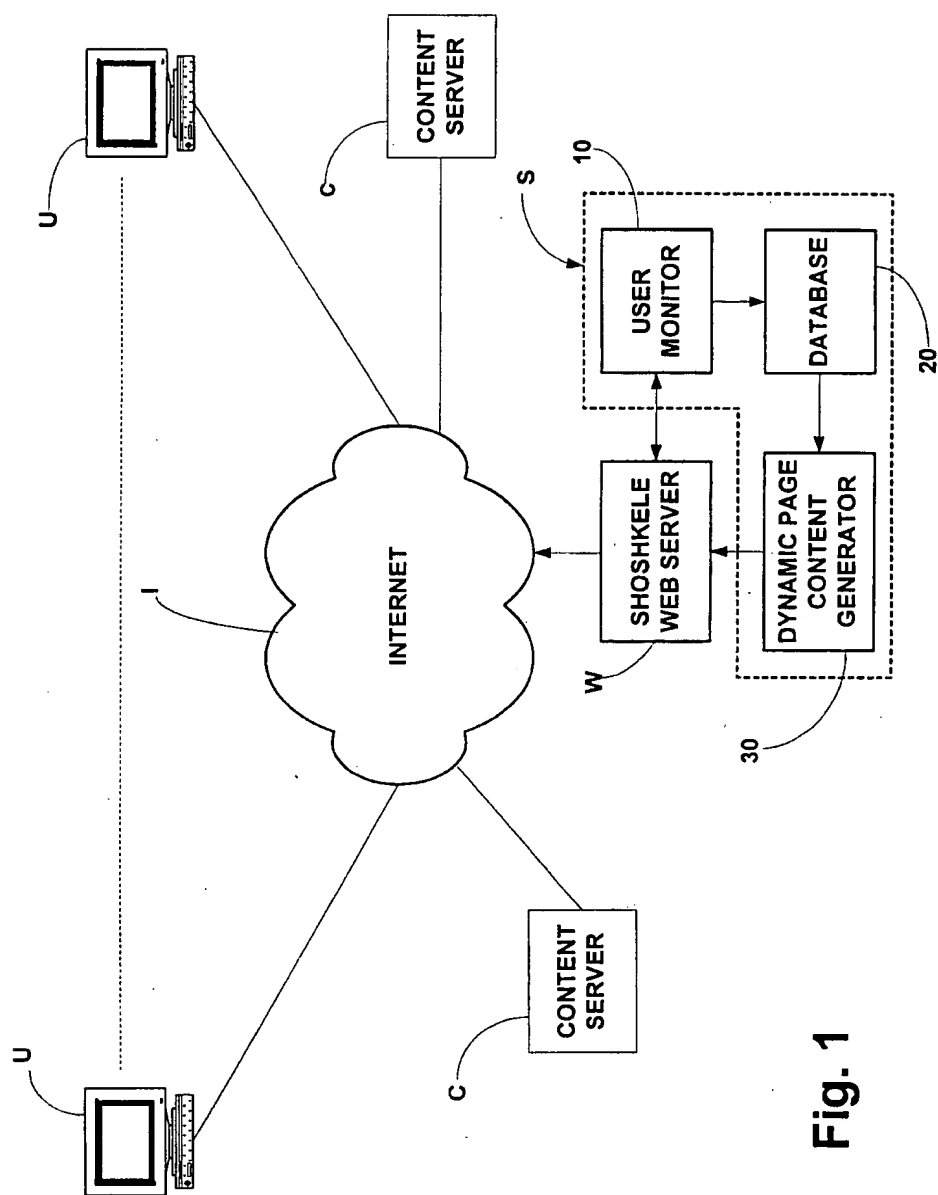 U
U
I
INTERNET
C
CONTENT
SERVER
C
CONTENT
SERVER
W
SHOSHKELE
WEB SERVER
S
10
USER
MONITOR
30
DYNAMIC PAGE
CONTENT
GENERATOR
DATABASE
20
Fig. 1